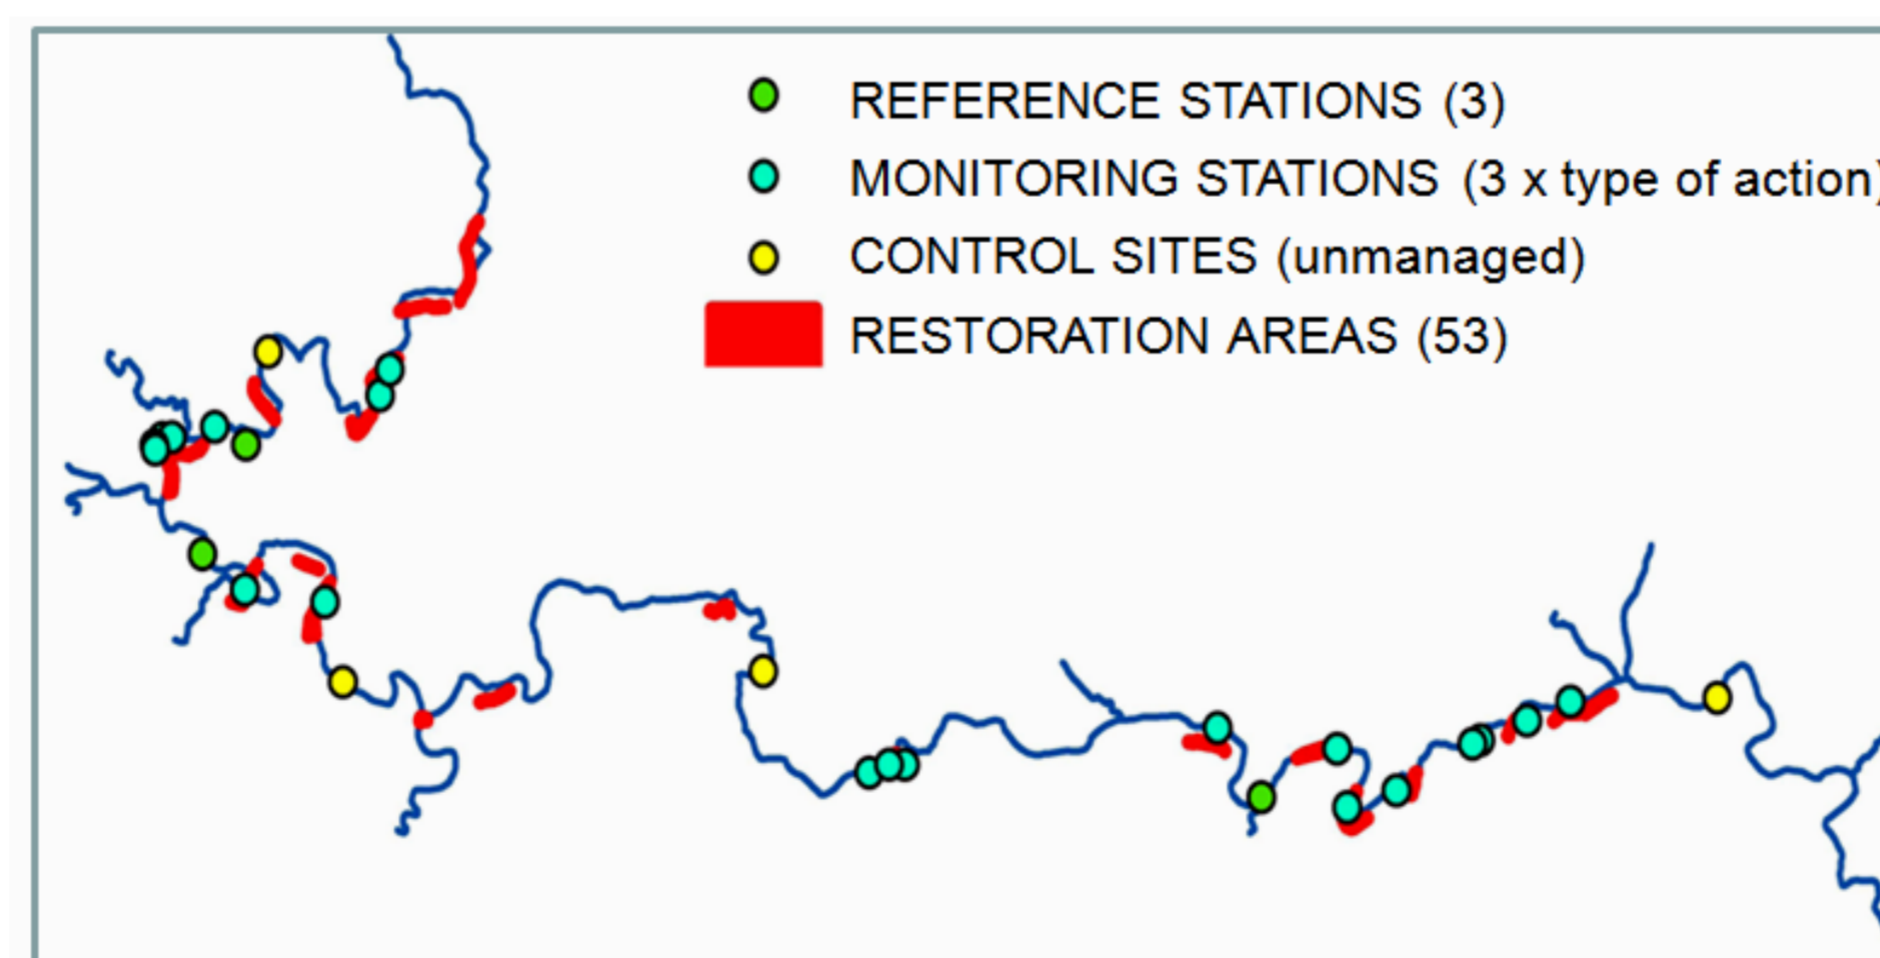 REFERENCE STATIONS (3)
MONITORING STATIONS (3 x type of action)
CONTROL SITES (unmanaged)
RESTORATION AREAS (53)